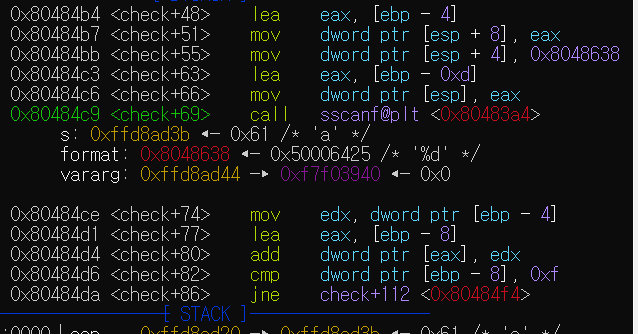 0x80484b4 <check+48> lea eax, [ebp - 4]
0x80484b7 <check+51> mov dword ptr [esp + 8], eax
0x80484bb <check+55> mov dword ptr [esp + 4], 0x8048638
0x80484c3 <check+63> lea eax, [ebp - 0xd]
0x80484c6 <check+66> mov dword ptr [esp], eax
0x80484c9 <check+69> call sscanf@plt <0x80483a4>
s: 0xffd8ad3b ◂— 0x61 /* 'a' */
format: 0x8048638 ◂— 0x50006425 /* '%d' */
vararg: 0xffd8ad44 —▸ 0xf7f03940 ◂— 0x0
0x80484ce <check+74> mov edx, dword ptr [ebp - 4]
0x80484d1 <check+77> lea eax, [ebp - 8]
0x80484d4 <check+80> add dword ptr [eax], edx
0x80484d6 <check+82> cmp dword ptr [ebp - 8], 0xf
0x80484da <check+86> jne check+112 <0x80484f4>
[ STACK ]